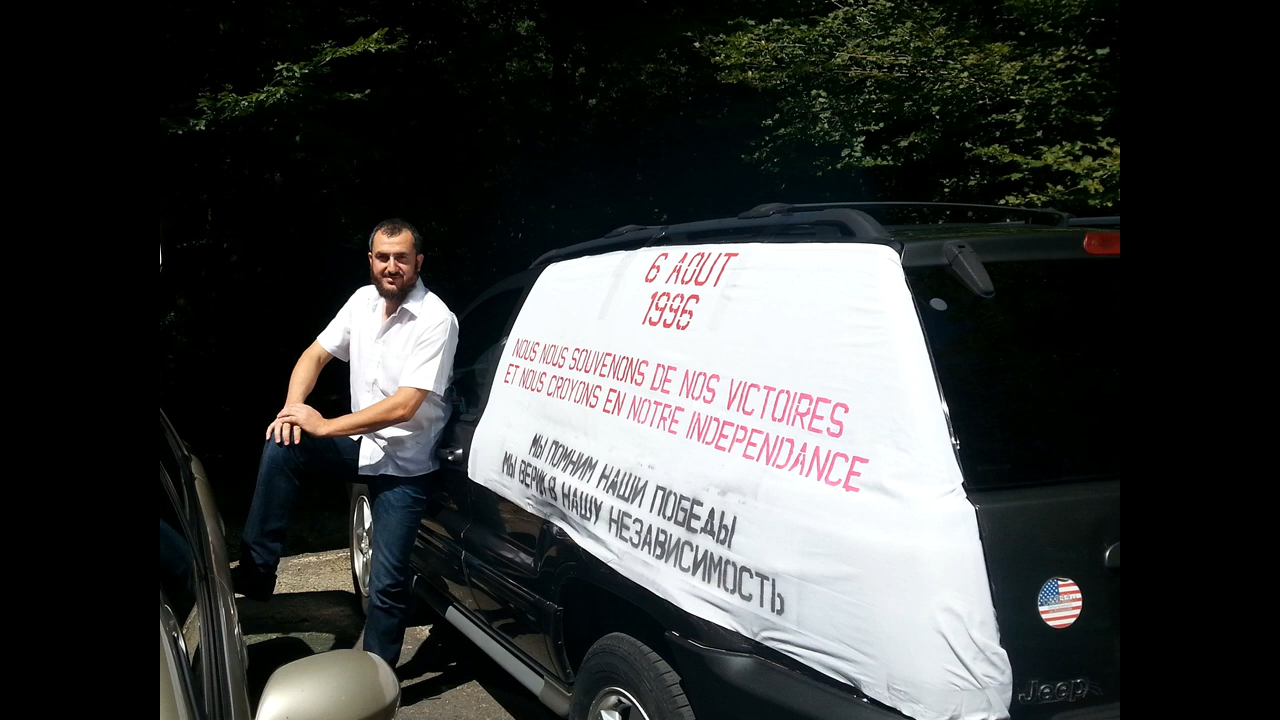 6 AOUT
1996
NOUS NOUS SOUVENONS DE NOS VICTOIRES
ET NOUS CROYONS EN NOTRE INDEPENDANCE
МЫ ПОМНИМ НАШИ ПОБЕДЫ
МЫ ВЕРИМ В НАШУ НЕЗАВИСИМОСТЬ
Jeep